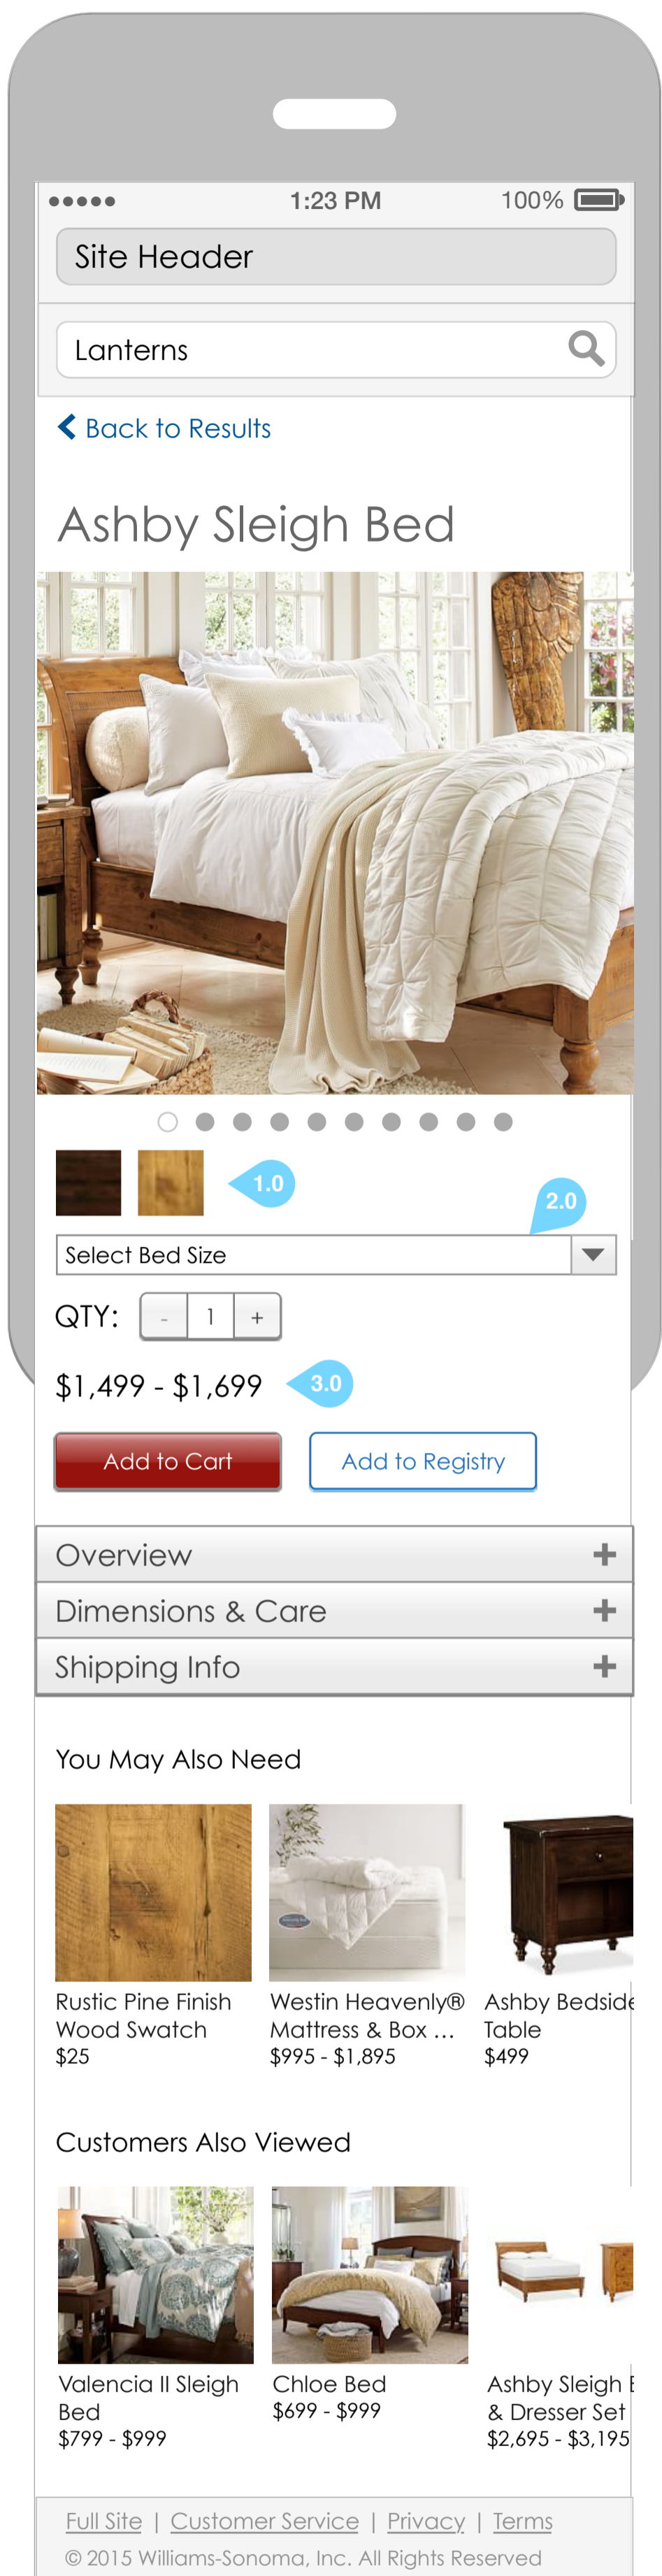 1:23 PM
100%
Site Header
Lanterns
Back to Results
Ashby Sleigh Bed
1.0
2.0
Select Bed Size
QTY:
-
1
+
$1,499 - $1,699
3.0
Add to Cart
Add to Registry
Overview
Dimensions & Care
Shipping Info
You May Also Need
Rustic Pine Finish
Wood Swatch
$25
Westin Heavenly®
Mattress & Box ...
$995 - $1,895
Ashby Bedside
Table
$499
Customers Also Viewed
Valencia II Sleigh
Bed
$799 - $999
Chloe Bed
$699 - $999
Ashby Sleigh
& Dresser Set
$2,695 - $3,195
Full Site | Customer Service | Privacy | Terms
© 2015 Williams-Sonoma, Inc. All Rights Reserved